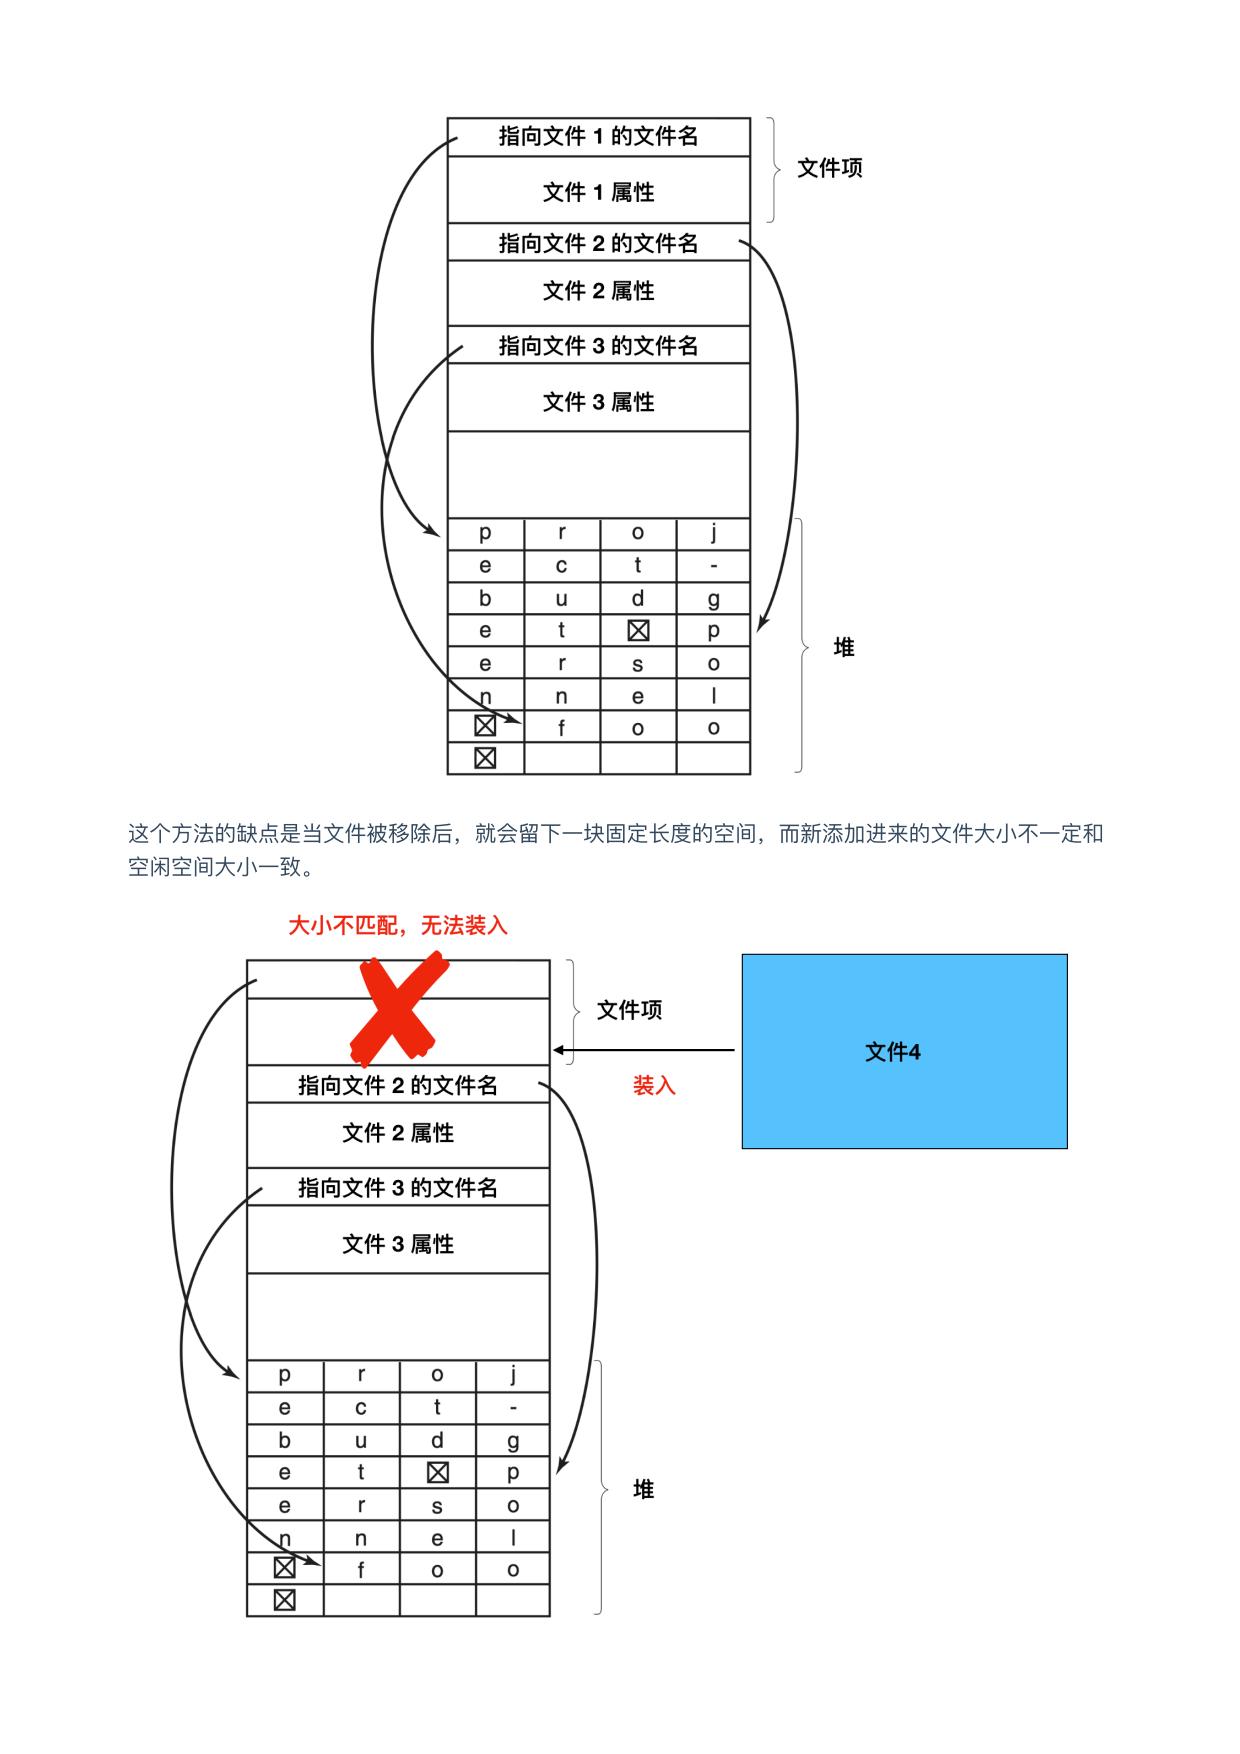 指向文件 1 的文件名
文件项
文件 1 属性
指向文件 2 的文件名
文件 2 属性
指向文件 3 的文件名
文件 3 属性
p r o j
e c t -
b u d g
e t ☒ p
堆
e r s o
n n e l
☒ f o o
☒
这个方法的缺点是当文件被移除后，就会留下一块固定长度的空间，而新添加进来的文件大小不一定和
空闲空间大小一致。
大小不匹配，无法装入
文件项
文件4
装入
指向文件 2 的文件名
文件 2 属性
指向文件 3 的文件名
文件 3 属性
p r o j
e c t -
b u d g
e t ☒ p
堆
e r s o
n n e l
☒ f o o
☒